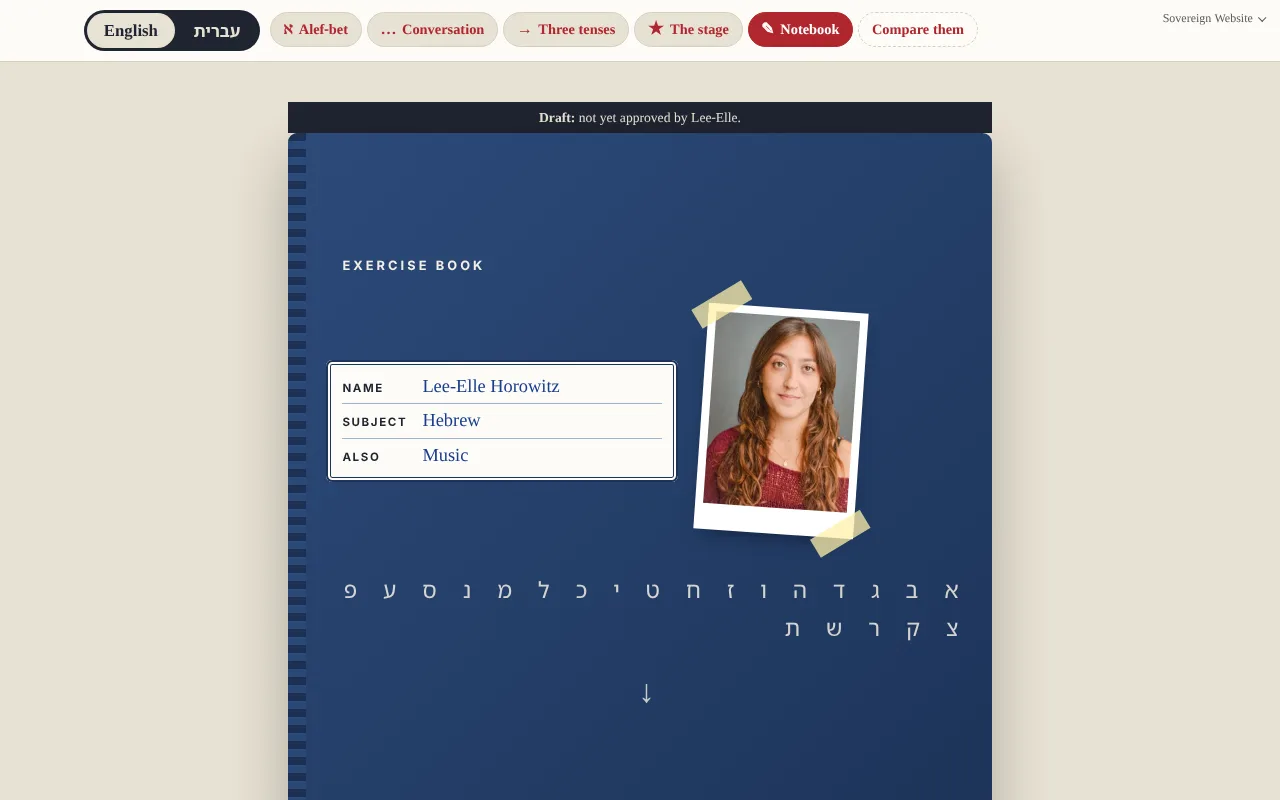 English עברית א Alef-bet … Conversation → Three tenses ★ The stage ✎ Notebook Compare them Sovereign Website
Draft: not yet approved by Lee-Elle.
EXERCISE BOOK
NAME Lee-Elle Horowitz
SUBJECT Hebrew
ALSO Music
א ב ג ד ה ו ז ח ט י כ ל מ נ ס ע פ
צ ק ר ש ת
↓